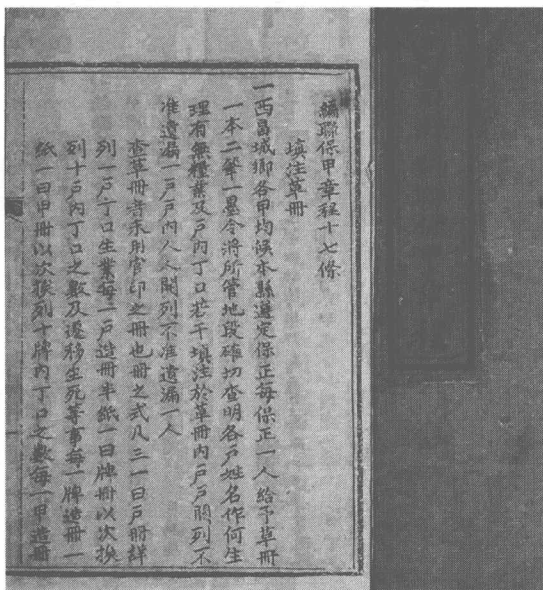 編聯保甲章程十七條
填注草冊
一西昌城鄉各甲均候本縣遴定保正每保正一人給予草冊
一本二筆一墨令將所管地段確切查明各戶姓名作何生
理有無糧業及戶內丁口若干填注於草冊內戶戶開列不
准遺漏一戶戶內人人開列不准遺漏一人
查草冊者未用官印之冊也冊之式凡三一曰戶冊詳
列一戶丁口生業每一戶造冊半紙一曰牌冊以次挨
列十戶內丁口之數及遷移生死等事每一牌造冊一
紙一曰甲冊以次挨列十牌內丁口之數每一甲造冊